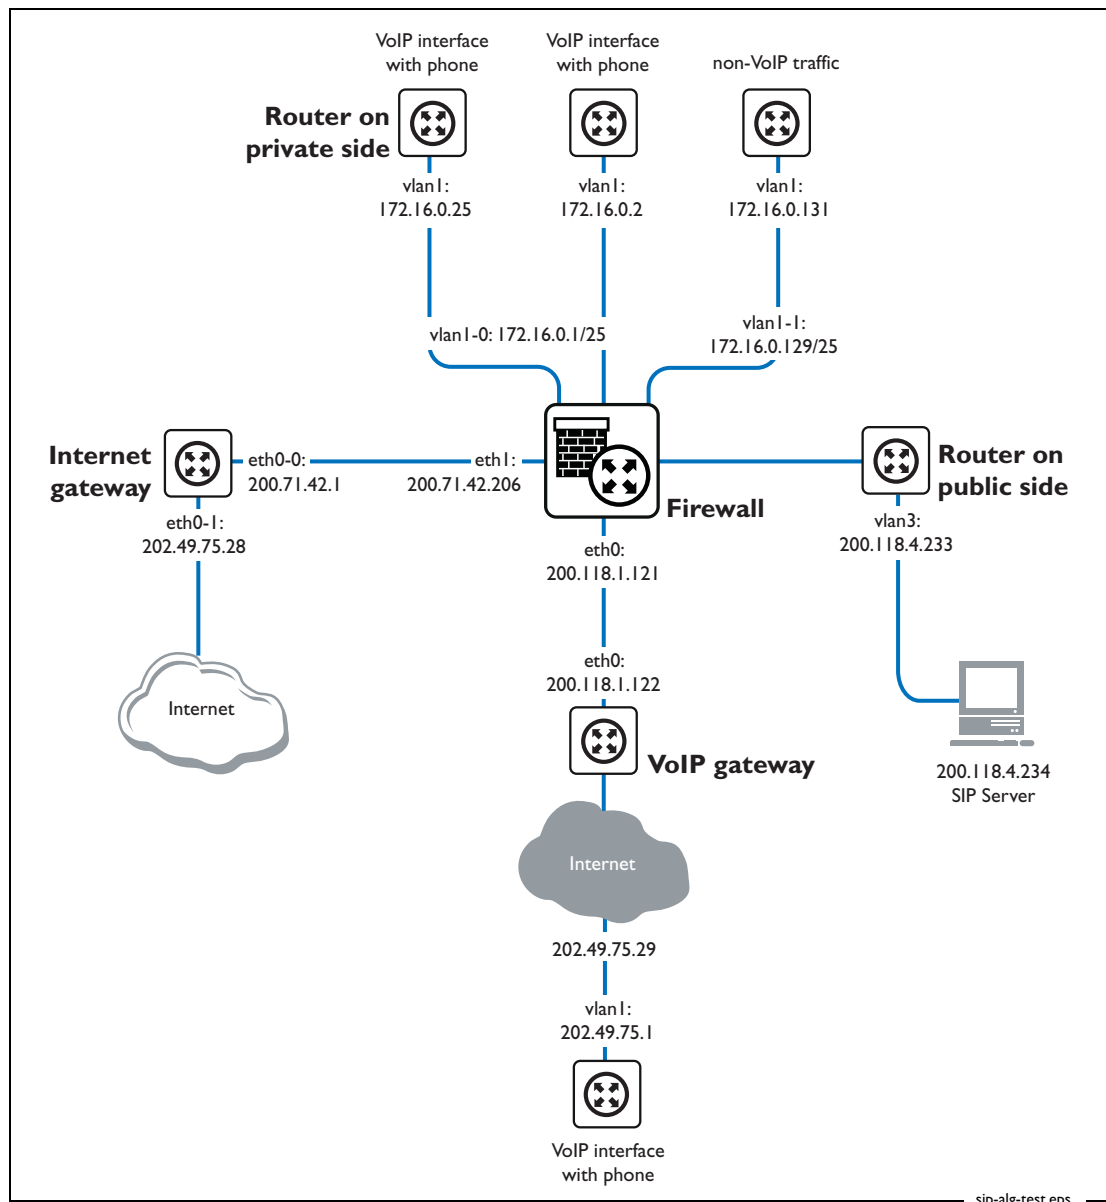 VoIP interface
with phone
VoIP interface
with phone
non-VoIP traffic
Router on
private side
vlan1:
172.16.0.25
vlan1:
172.16.0.2
vlan1:
172.16.0.131
vlan1-0: 172.16.0.1/25
vlan1-1:
172.16.0.129/25
Internet
gateway
eth0-0:
200.71.42.1
eth1:
200.71.42.206
Firewall
Router on
public side
eth0-1:
202.49.75.28
vlan3:
200.118.4.233
eth0:
200.118.1.121
eth0:
200.118.1.122
Internet
VoIP gateway
200.118.4.234
SIP Server
Internet
202.49.75.29
vlan1:
202.49.75.1
VoIP interface
with phone
sip-alg-test.eps